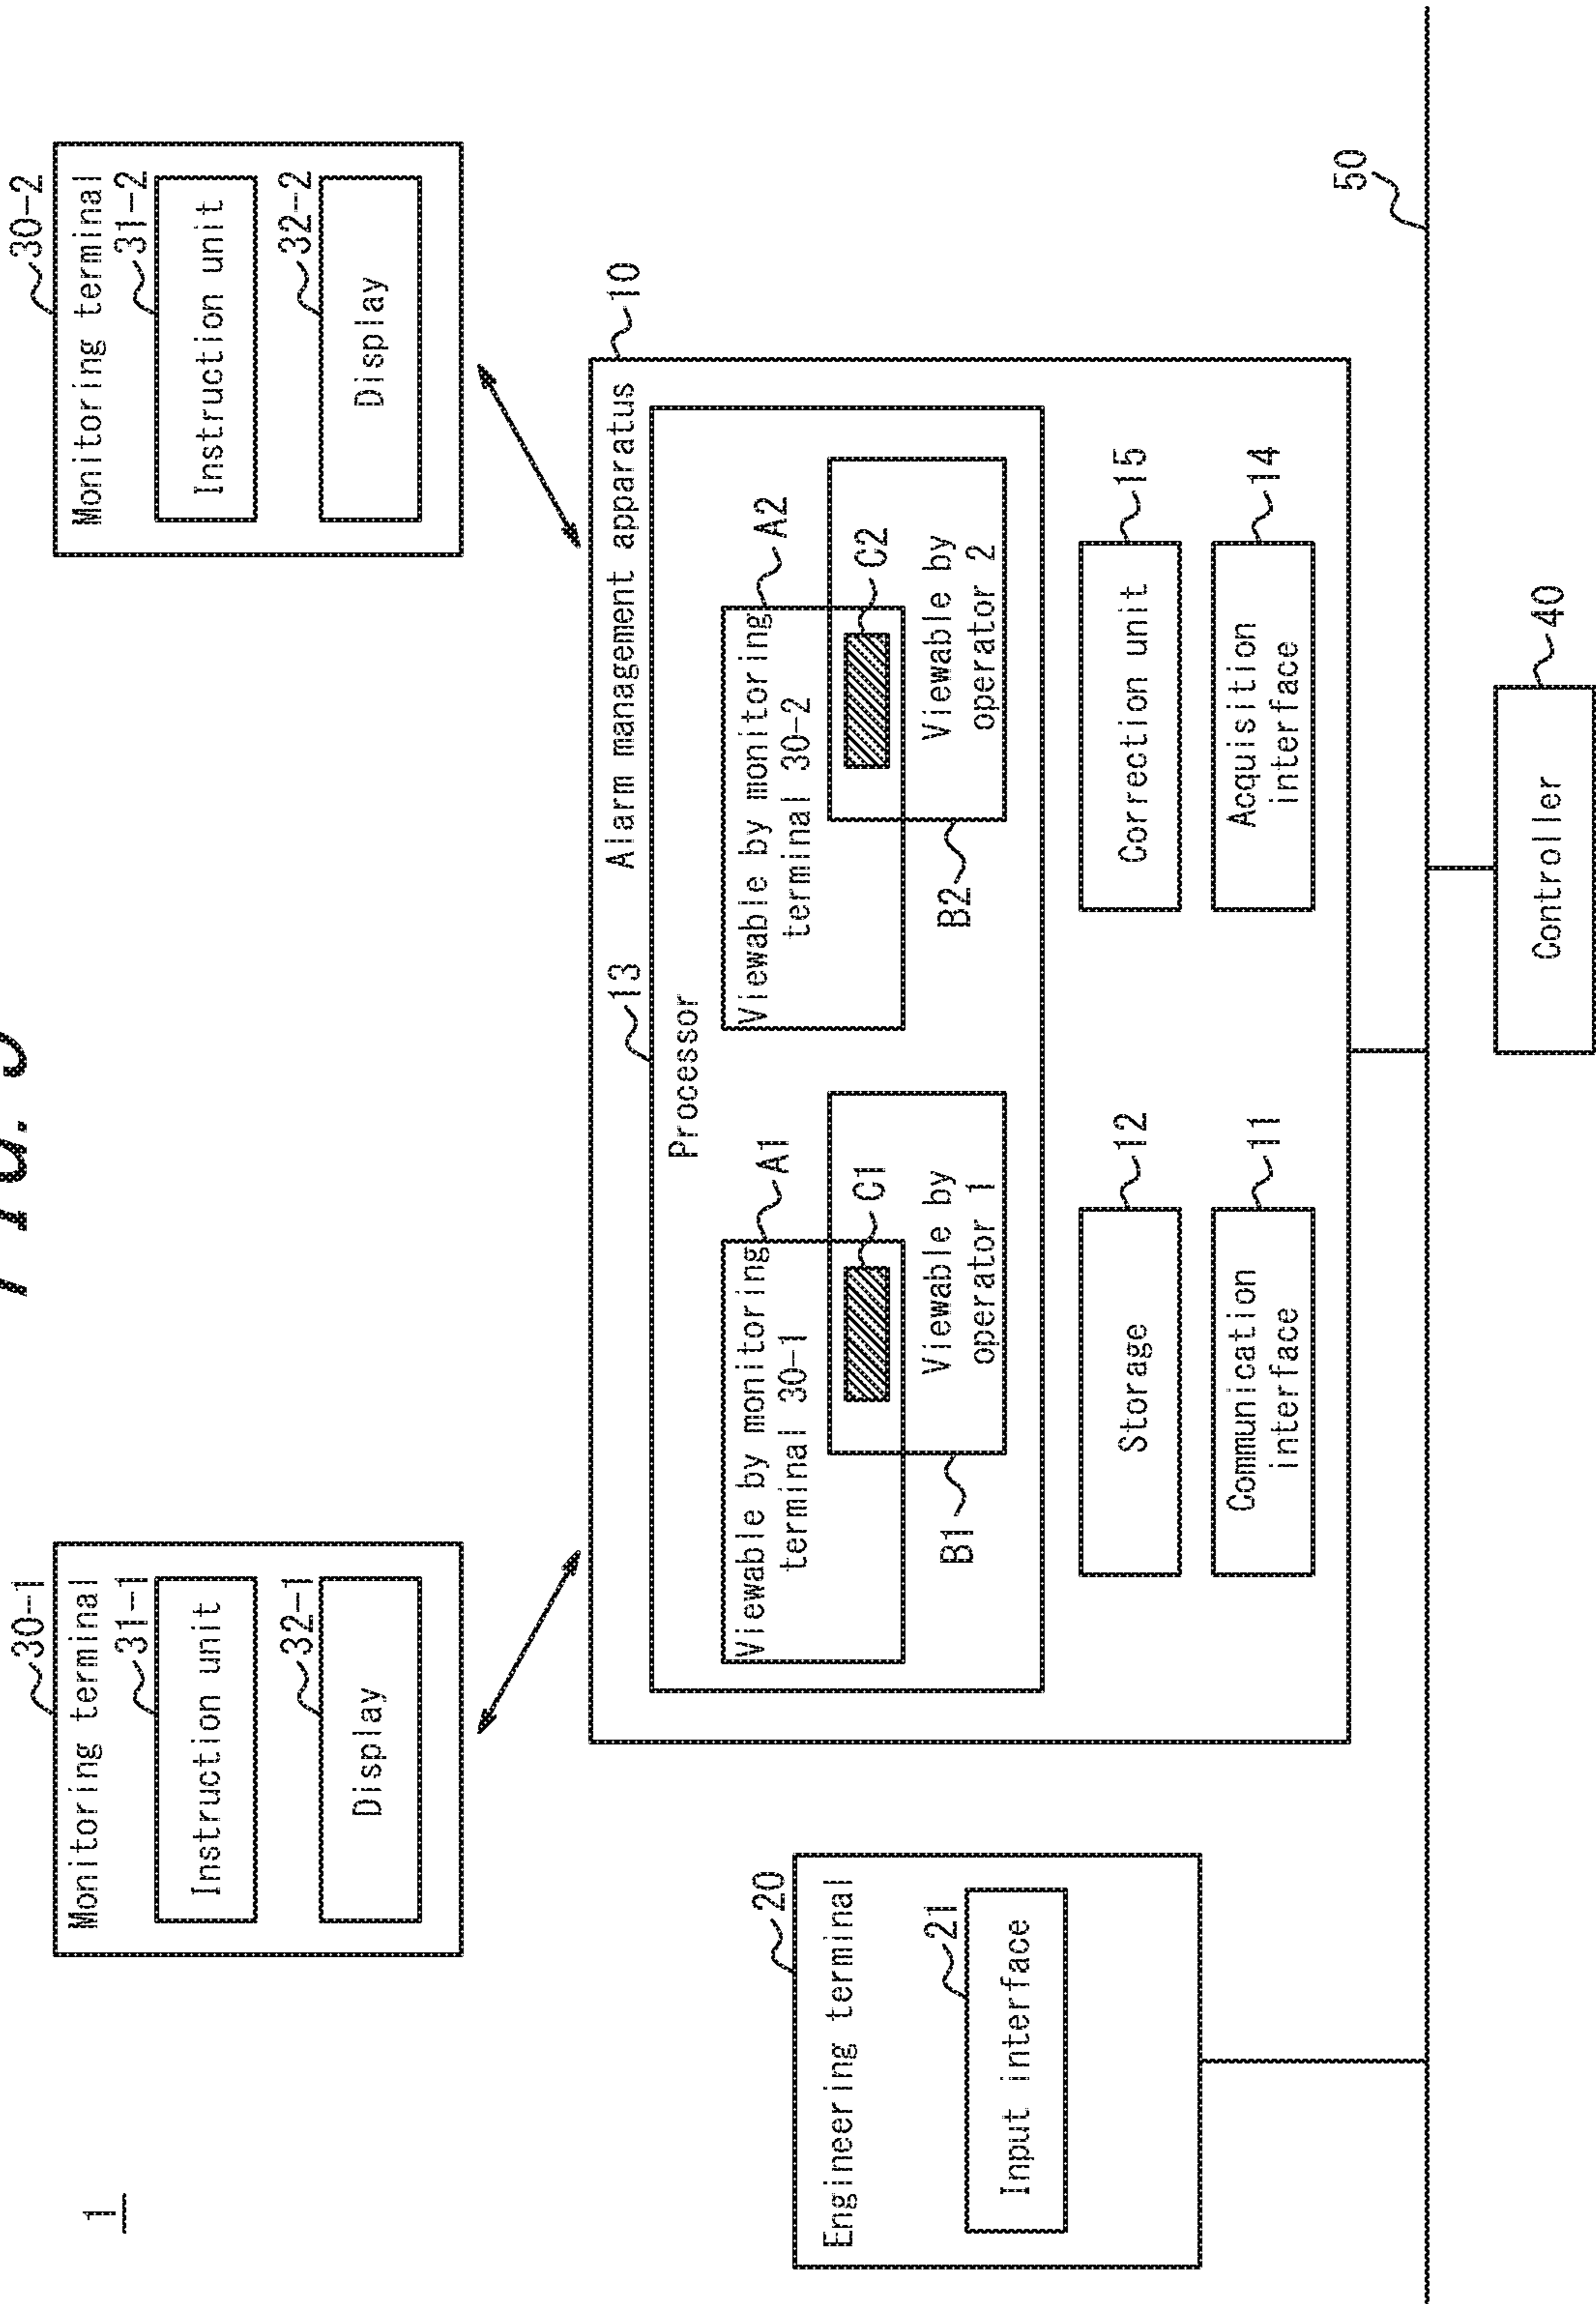 FIG.
1
30-1
Monitoring terminal
31-1
Instruction unit
32-1
Display
30-2
Monitoring terminal
31-2
Instruction unit
32-2
Display
10
13
Alarm management apparatus
Processor
Viewable by monitoring
terminal 30-1
A1
C1
Viewable by
operator 1
B1
Viewable by monitoring
terminal 30-2
A2
C2
Viewable by
operator 2
B2
12
Storage
15
Correction unit
11
Communication
interface
14
Acquisition
interface
20
Engineering terminal
21
Input interface
50
40
Controller